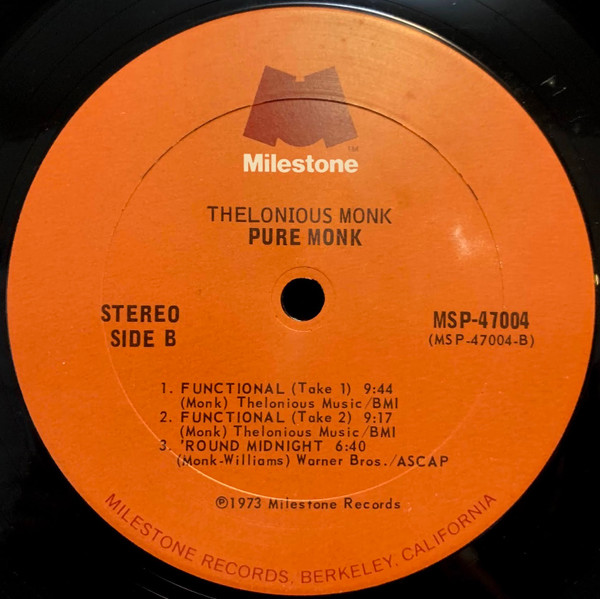 Milestone
THELONIOUS MONK
PURE MONK
STEREO
SIDE B
MSP-47004
(MSP-47004-B)
1. FUNCTIONAL (Take 1) 9:44
(Monk) Thelonious Music/BMI
2. FUNCTIONAL (Take 2) 9:17
(Monk) Thelonious Music/BMI
3. 'ROUND MIDNIGHT 6:40
(Monk-Williams) Warner Bros./ASCAP
℗1973 Milestone Records
MILESTONE RECORDS, BERKELEY, CALIFORNIA